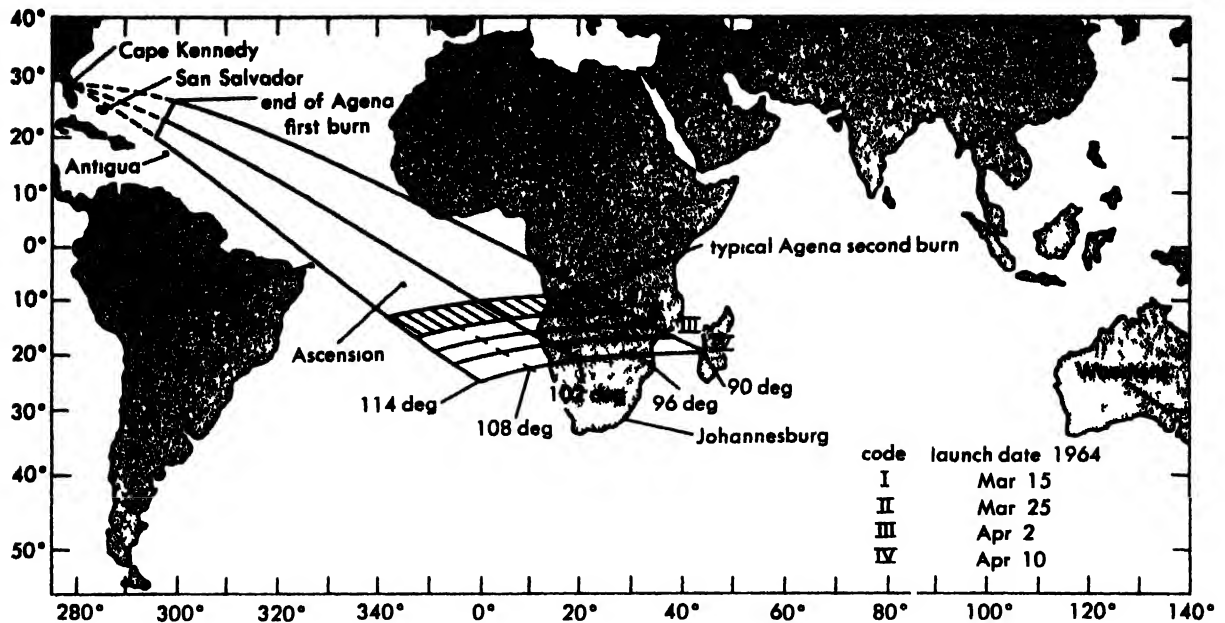 40°
30°
20°
10°
0°
10°
20°
30°
40°
50°
Cape Kennedy
San Salvador
end of Agena
first burn
Antigua
typical Agena second burn
Ascension
III
IV
114 deg
108 deg
102 deg
96 deg
90 deg
Johannesburg
code launch date 1964
I Mar 15
II Mar 25
III Apr 2
IV Apr 10
280° 300° 320° 340° 0° 20° 40° 60° 80° 100° 120° 140°